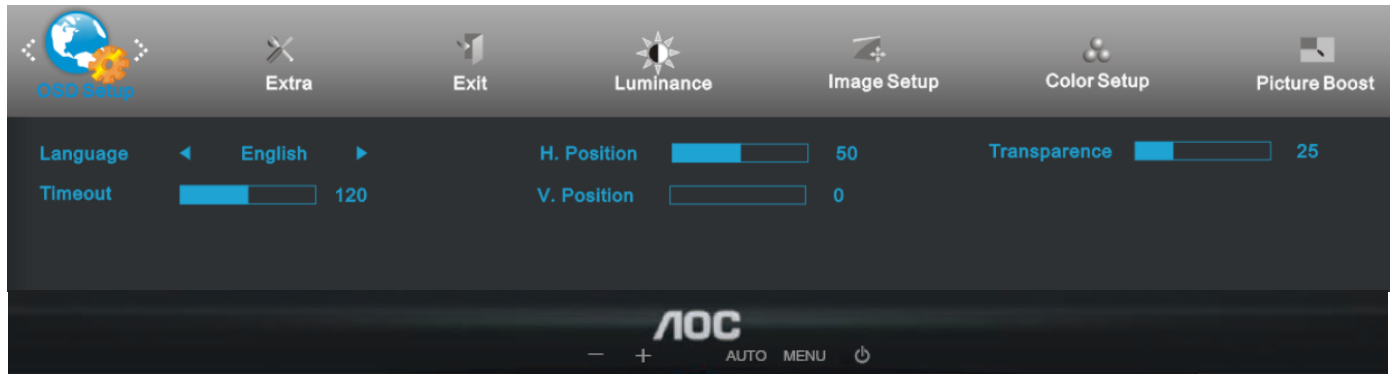 OSD Setup Extra Exit Luminance Image Setup Color Setup Picture Boost
Language English H. Position 50 Transparence 25
Timeout 120 V. Position 0
AOC
− + AUTO MENU